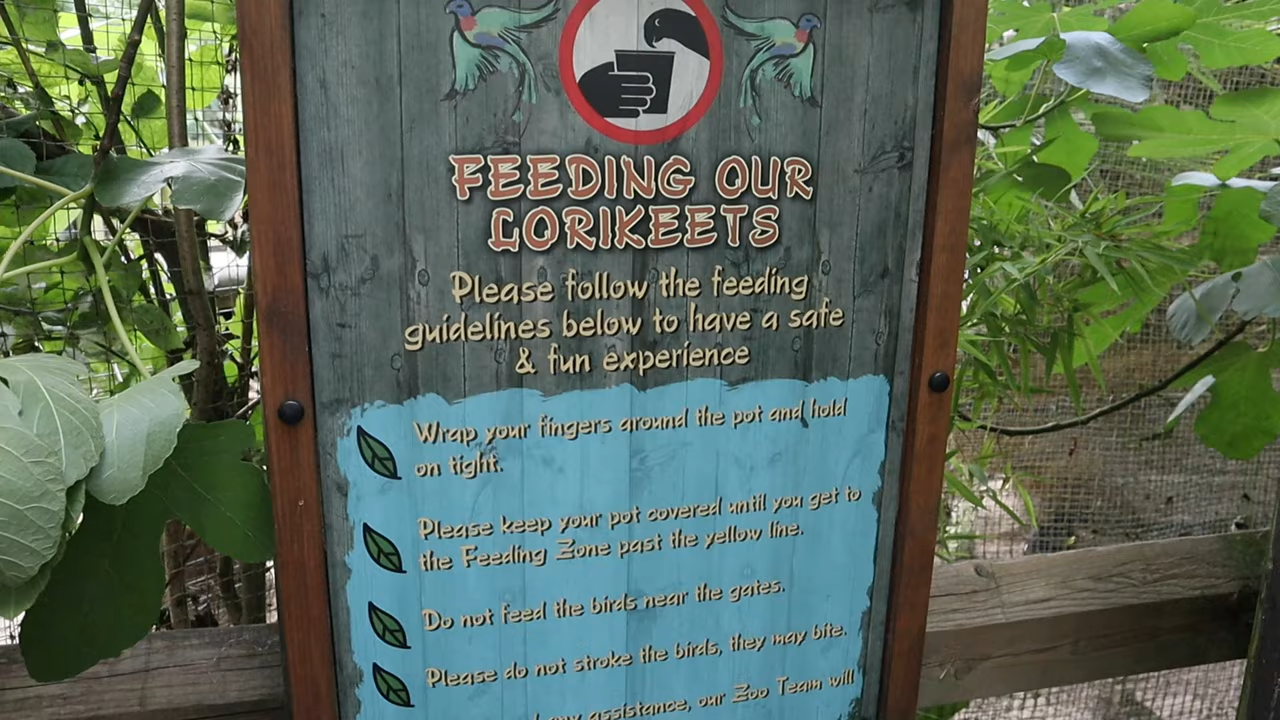 FEEDING OUR
LORIKEETS
Please follow the feeding
guidelines below to have a safe
& fun experience
Wrap your fingers around the pot and hold
on tight.
Please keep your pot covered until you get to
the Feeding Zone past the yellow line.
Do not feed the birds near the gates.
Please do not stroke the birds, they may bite.
any assistance, our Zoo Team will